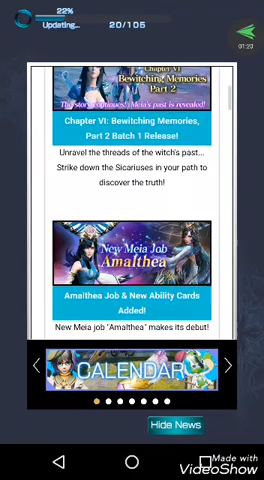 22%
Updating...
20/105
01:23
Chapter VI:
Bewitching Memories
Part 2
The story continues! Meia's past is revealed!
Chapter VI: Bewitching Memories,
Part 2 Batch 1 Release!
Unravel the threads of the witch's past...
Strike down the Sicariuses in your path to
discover the truth!
New Meia Job
Amalthea
Amalthea Job & New Ability Cards
Added!
New Meia job "Amalthea" makes its debut!
CALENDAR
Hide News
Made with
VideoShow